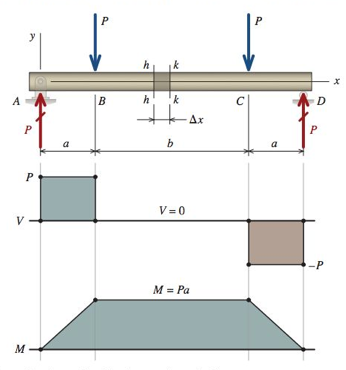 P P
y
h k
x
A B h k C D
Δx
P P
a b a
P
V V = 0
−P
M = Pa
M